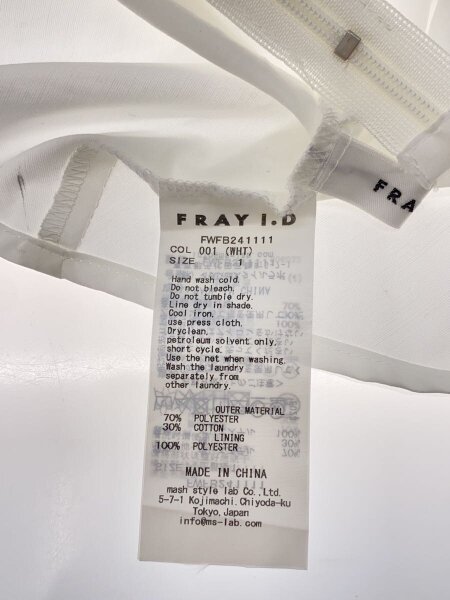 FRAY I.D
FRA
FWFB241111
COL 001 (WHT)
SIZE 1
Hand wash cold.
Do not bleach.
Do not tumble dry.
Line dry in shade.
Cool iron.
use press cloth.
Dryclean.
petroleum solvent only.
short cycle.
Use the net when washing.
Wash the laundry
separately from
other laundry.
OUTER MATERIAL
70% POLYESTER
30% COTTON
LINING
100% POLYESTER
MADE IN CHINA
mash style lab Co.,Ltd.
5-7-1 Kojimachi.Chiyoda-ku
Tokyo,Japan
info@ms-lab.com